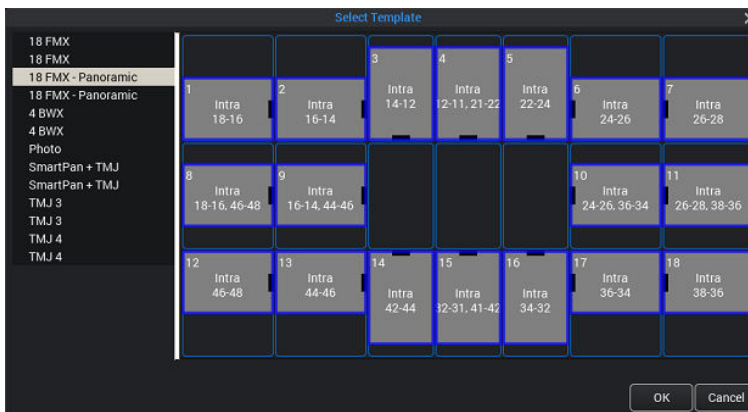 Select Template
18 FMX
18 FMX
18 FMX - Panoramic
18 FMX - Panoramic
4 BWX
4 BWX
Photo
SmartPan + TMJ
SmartPan + TMJ
TMJ 3
TMJ 3
TMJ 4
TMJ 4
1
Intra
18-16
2
Intra
16-14
3
Intra
14-12
4
Intra
12-11, 21-22
5
Intra
22-24
6
Intra
24-26
7
Intra
26-28
8
Intra
18-16, 46-48
9
Intra
16-14, 44-46
10
Intra
24-26, 36-34
11
Intra
26-28, 38-36
12
Intra
46-48
13
Intra
44-46
14
Intra
42-44
15
Intra
32-31, 41-42
16
Intra
34-32
17
Intra
36-34
18
Intra
38-36
OK
Cancel